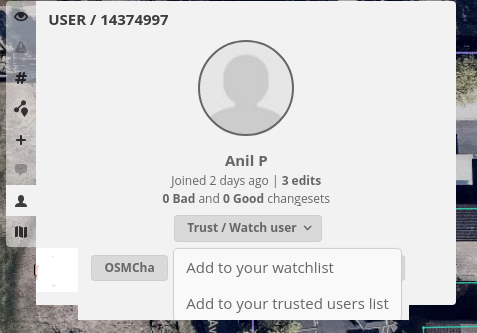 USER / 14374997
Anil P
Joined 2 days ago | 3 edits
0 Bad and 0 Good changesets
Trust / Watch user
OSMCha
Add to your watchlist
Add to your trusted users list